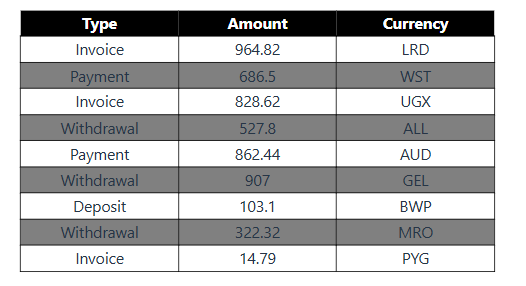 Type Amount Currency
Invoice 964.82 LRD
Payment 686.5 WST
Invoice 828.62 UGX
Withdrawal 527.8 ALL
Payment 862.44 AUD
Withdrawal 907 GEL
Deposit 103.1 BWP
Withdrawal 322.32 MRO
Invoice 14.79 PYG